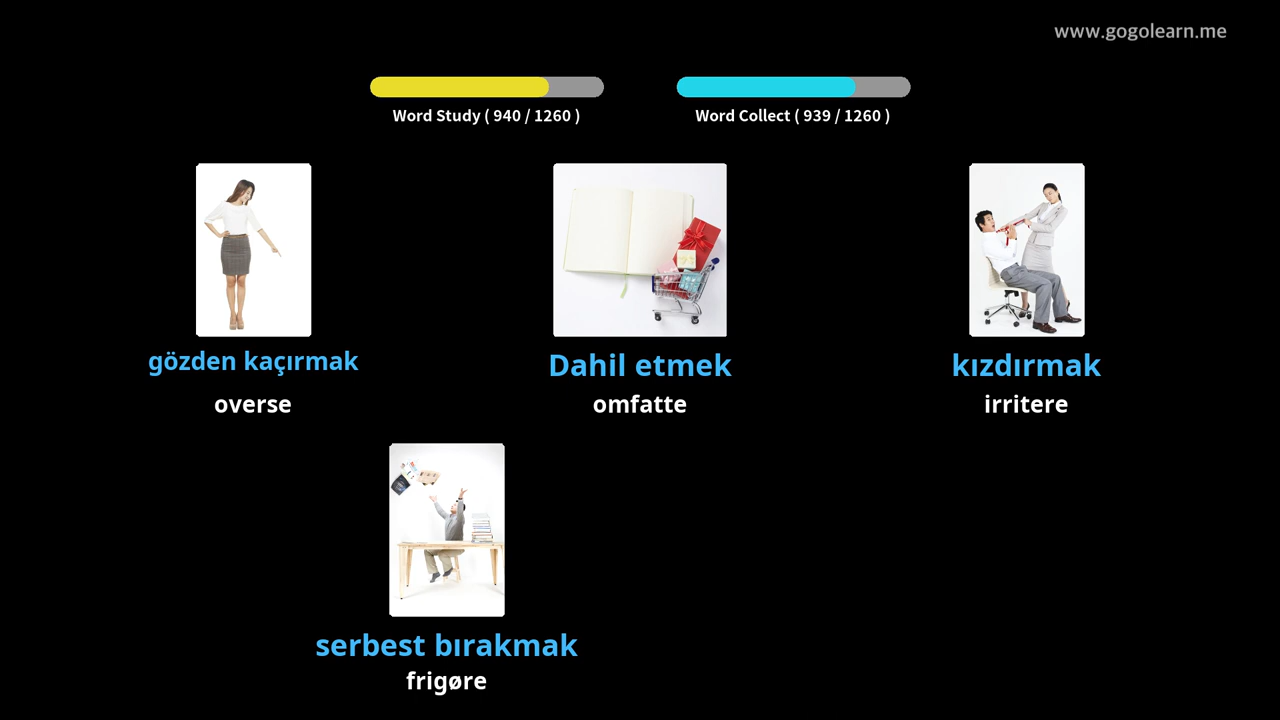 www.gogolearn.me
Word Study ( 940 / 1260 )
Word Collect ( 939 / 1260 )
gözden kaçırmak
overse
Dahil etmek
omfatte
kızdırmak
irritere
serbest bırakmak
frigøre